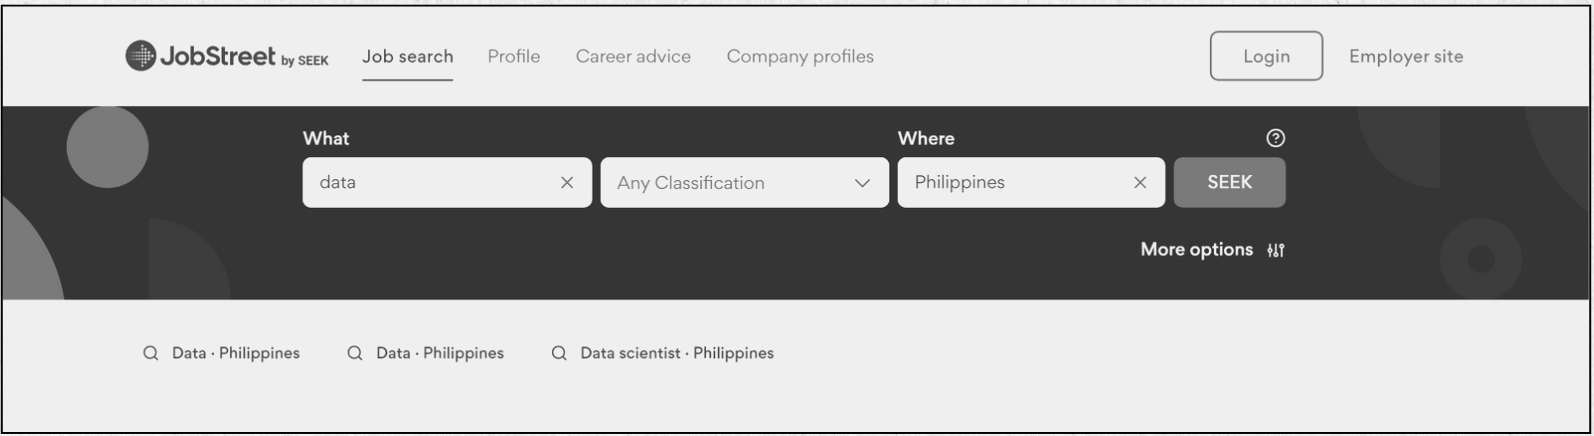 JobStreet by SEEK Job search Profile Career advice Company profiles Login Employer site
What Where
data Any Classification Philippines SEEK
More options
Data · Philippines Data · Philippines Data scientist · Philippines